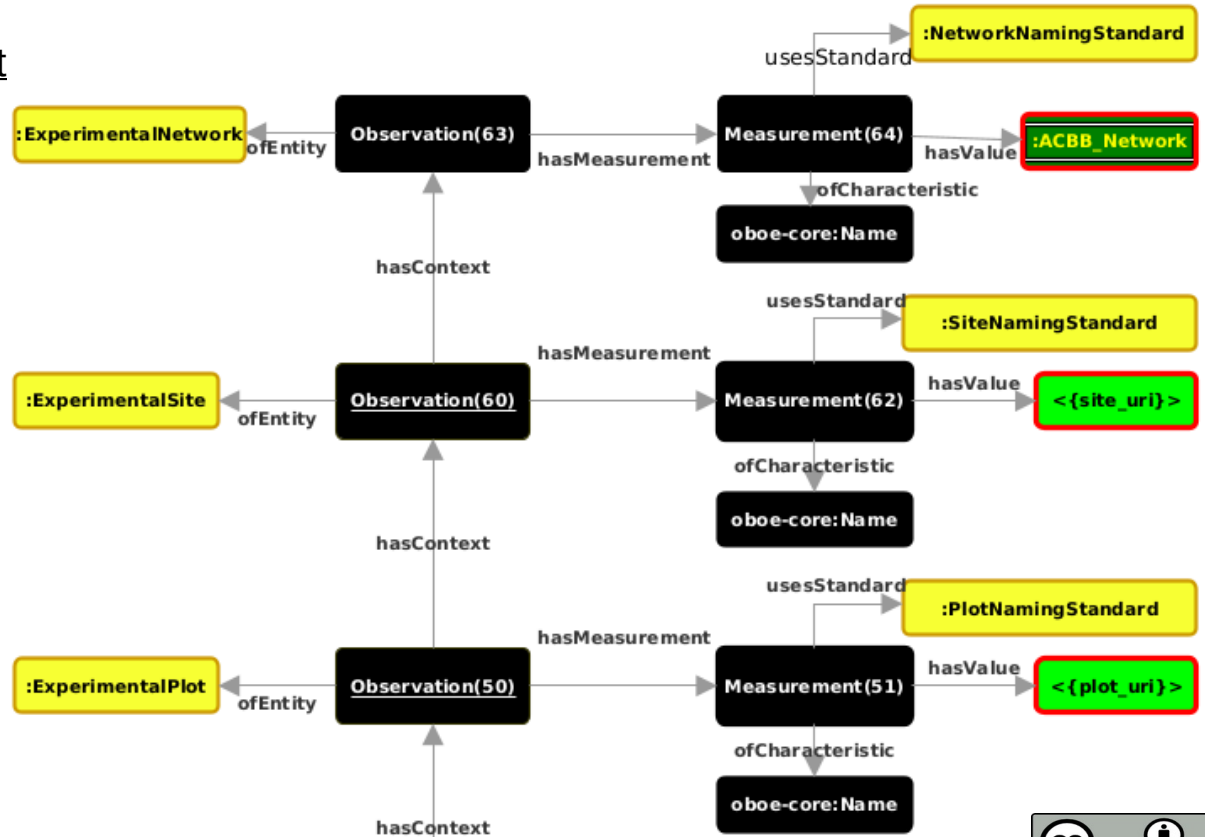 t
:NetworkNamingStandard
usesStandard
:ExperimentalNetwork
ofEntity
Observation(63)
hasMeasurement
Measurement(64)
hasValue
:ACBB_Network
ofCharacteristic
oboe-core:Name
hasContext
usesStandard
:SiteNamingStandard
hasMeasurement
:ExperimentalSite
ofEntity
Observation(60)
Measurement(62)
hasValue
<{site_uri}>
ofCharacteristic
oboe-core:Name
hasContext
usesStandard
:PlotNamingStandard
hasMeasurement
:ExperimentalPlot
ofEntity
Observation(50)
Measurement(51)
hasValue
<{plot_uri}>
ofCharacteristic
oboe-core:Name
hasContext